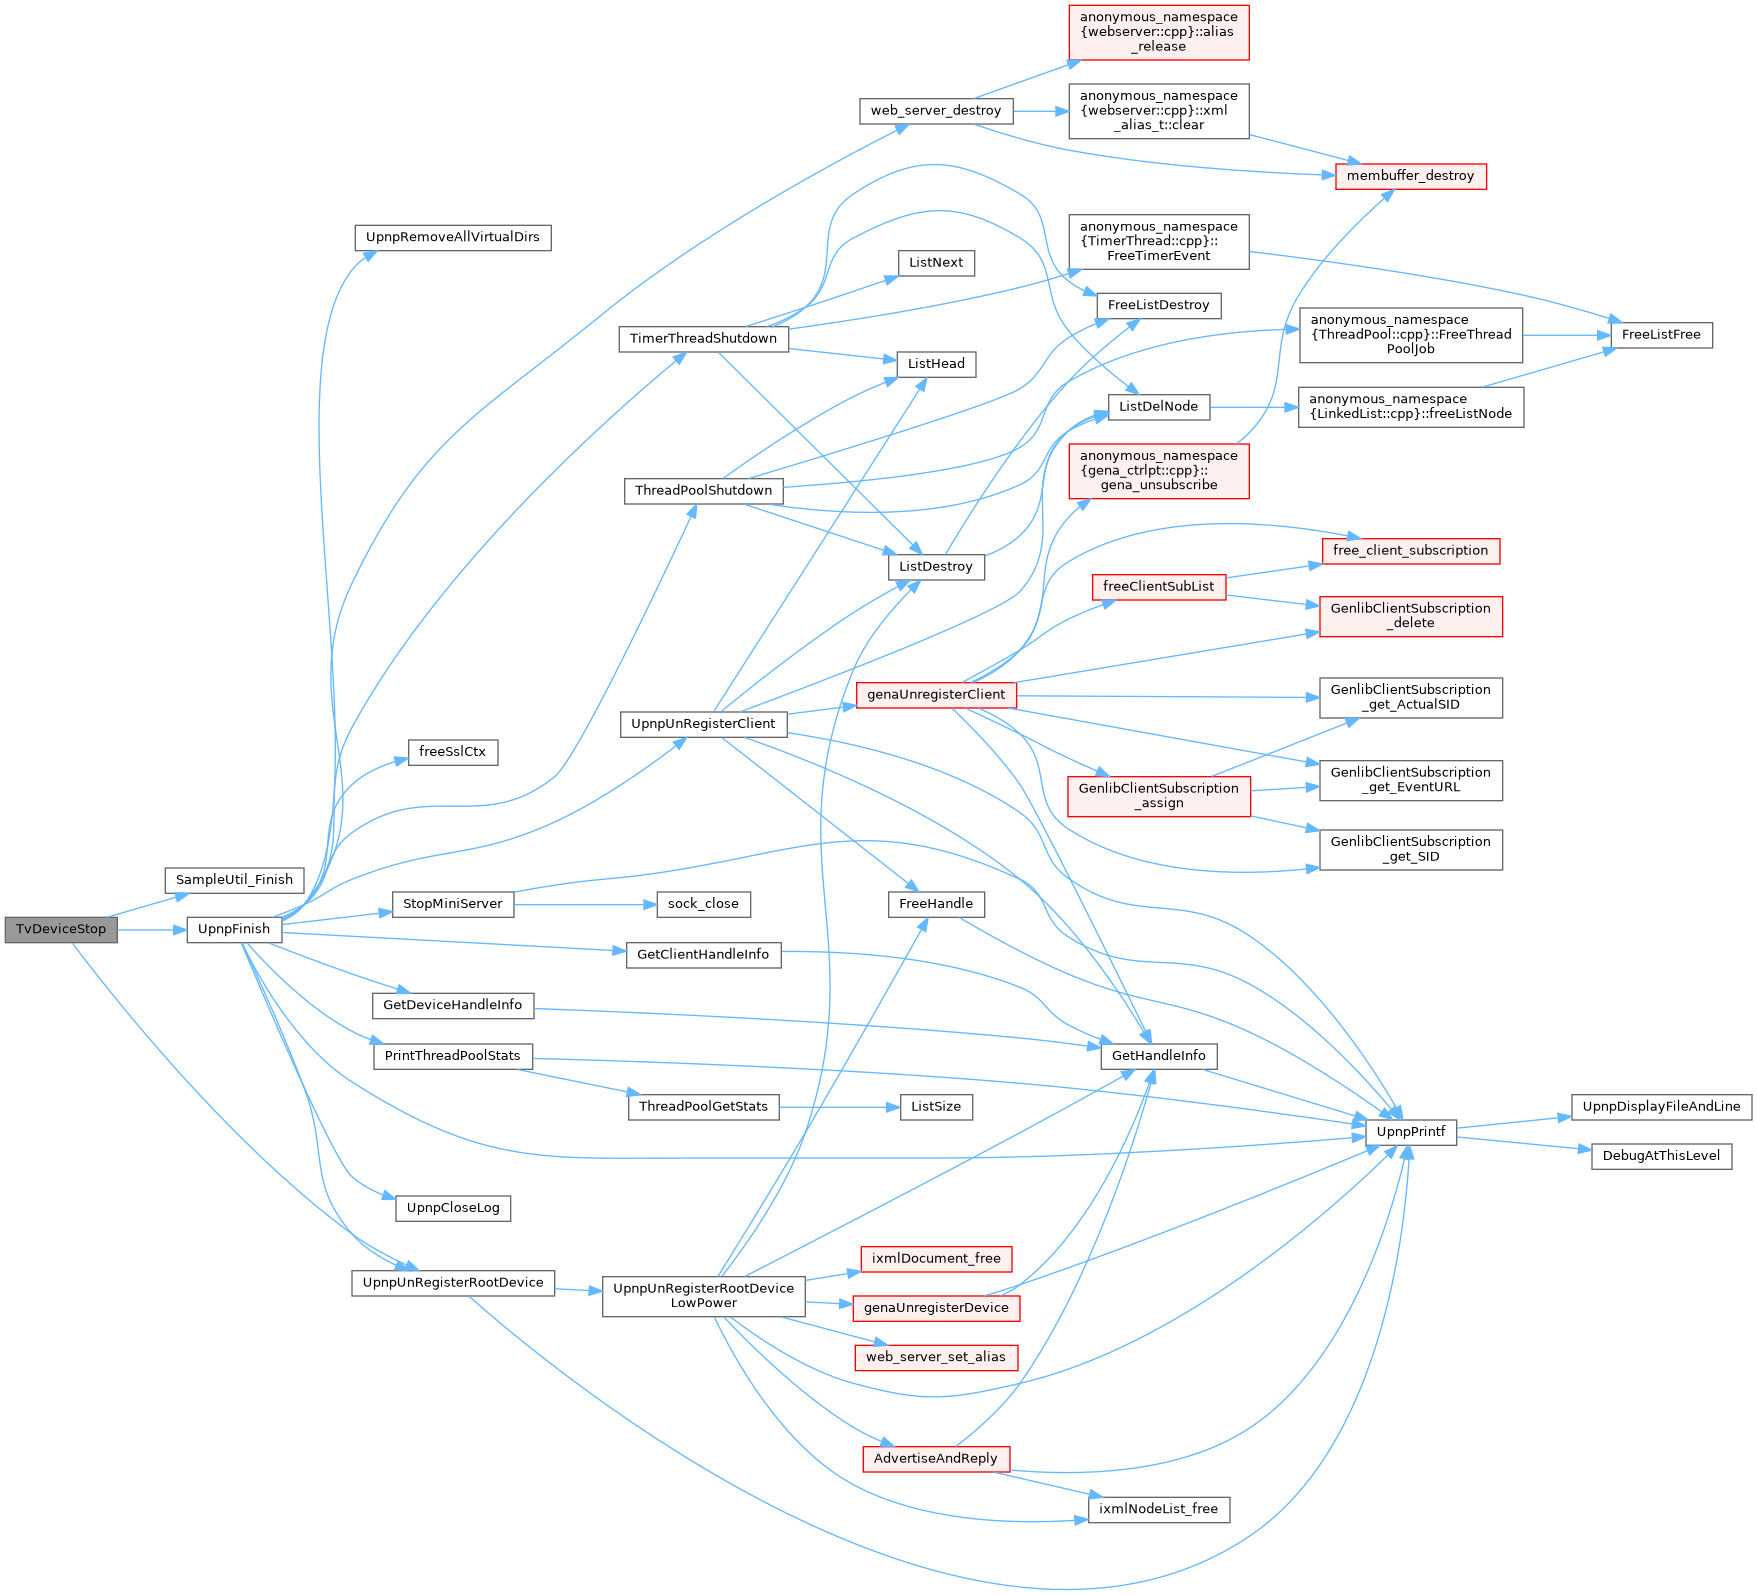 anonymous_namespace
{webserver::cpp}::alias
_release
anonymous_namespace
{webserver::cpp}::xml
_alias_t::clear
web_server_destroy
membuffer_destroy
UpnpRemoveAllVirtualDirs
anonymous_namespace
{TimerThread::cpp}::
FreeTimerEvent
ListNext
FreeListDestroy
anonymous_namespace
{ThreadPool::cpp}::FreeThread
PoolJob
FreeListFree
TimerThreadShutdown
ListHead
ListDelNode
anonymous_namespace
{LinkedList::cpp}::freeListNode
anonymous_namespace
{gena_ctrlpt::cpp}::
gena_unsubscribe
ThreadPoolShutdown
free_client_subscription
ListDestroy
freeClientSubList
GenlibClientSubscription
_delete
genaUnregisterClient
GenlibClientSubscription
_get_ActualSID
UpnpUnRegisterClient
freeSslCtx
GenlibClientSubscription
_get_EventURL
GenlibClientSubscription
_assign
GenlibClientSubscription
_get_SID
SampleUtil_Finish
StopMiniServer
sock_close
FreeHandle
TvDeviceStop
UpnpFinish
GetClientHandleInfo
GetDeviceHandleInfo
PrintThreadPoolStats
GetHandleInfo
ThreadPoolGetStats
ListSize
UpnpDisplayFileAndLine
UpnpPrintf
DebugAtThisLevel
UpnpCloseLog
ixmlDocument_free
UpnpUnRegisterRootDevice
UpnpUnRegisterRootDevice
LowPower
genaUnregisterDevice
web_server_set_alias
AdvertiseAndReply
ixmlNodeList_free